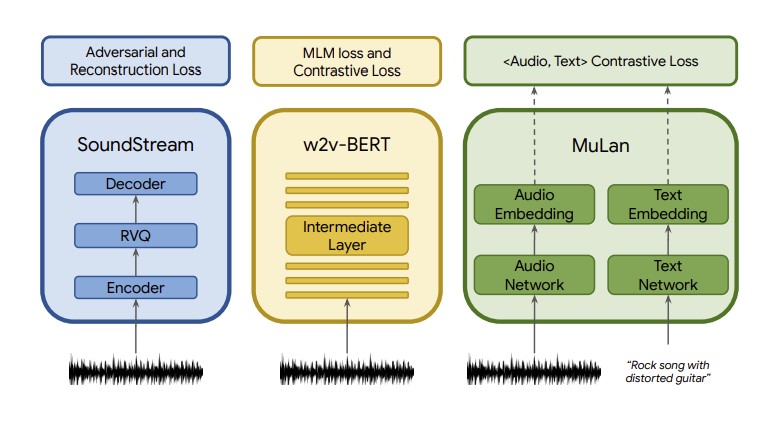 Adversarial and
Reconstruction Loss
MLM loss and
Contrastive Loss
<Audio, Text> Contrastive Loss
SoundStream
Decoder
RVQ
Encoder
w2v-BERT
Intermediate
Layer
MuLan
Audio
Embedding
Text
Embedding
Audio
Network
Text
Network
“Rock song with
distorted guitar”